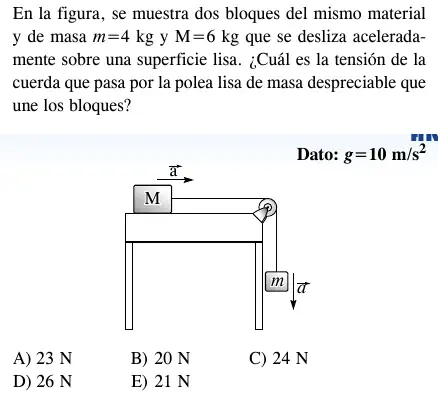 En la figura, se muestra dos bloques del mismo material
y de masa m=4 kg y M=6 kg que se desliza acelerada-
mente sobre una superficie lisa. ¿Cuál es la tensión de la
cuerda que pasa por la polea lisa de masa despreciable que
une los bloques?
Dato: g=10 m/s²
a⃗
M
m
a⃗
A) 23 N B) 20 N C) 24 N
D) 26 N E) 21 N